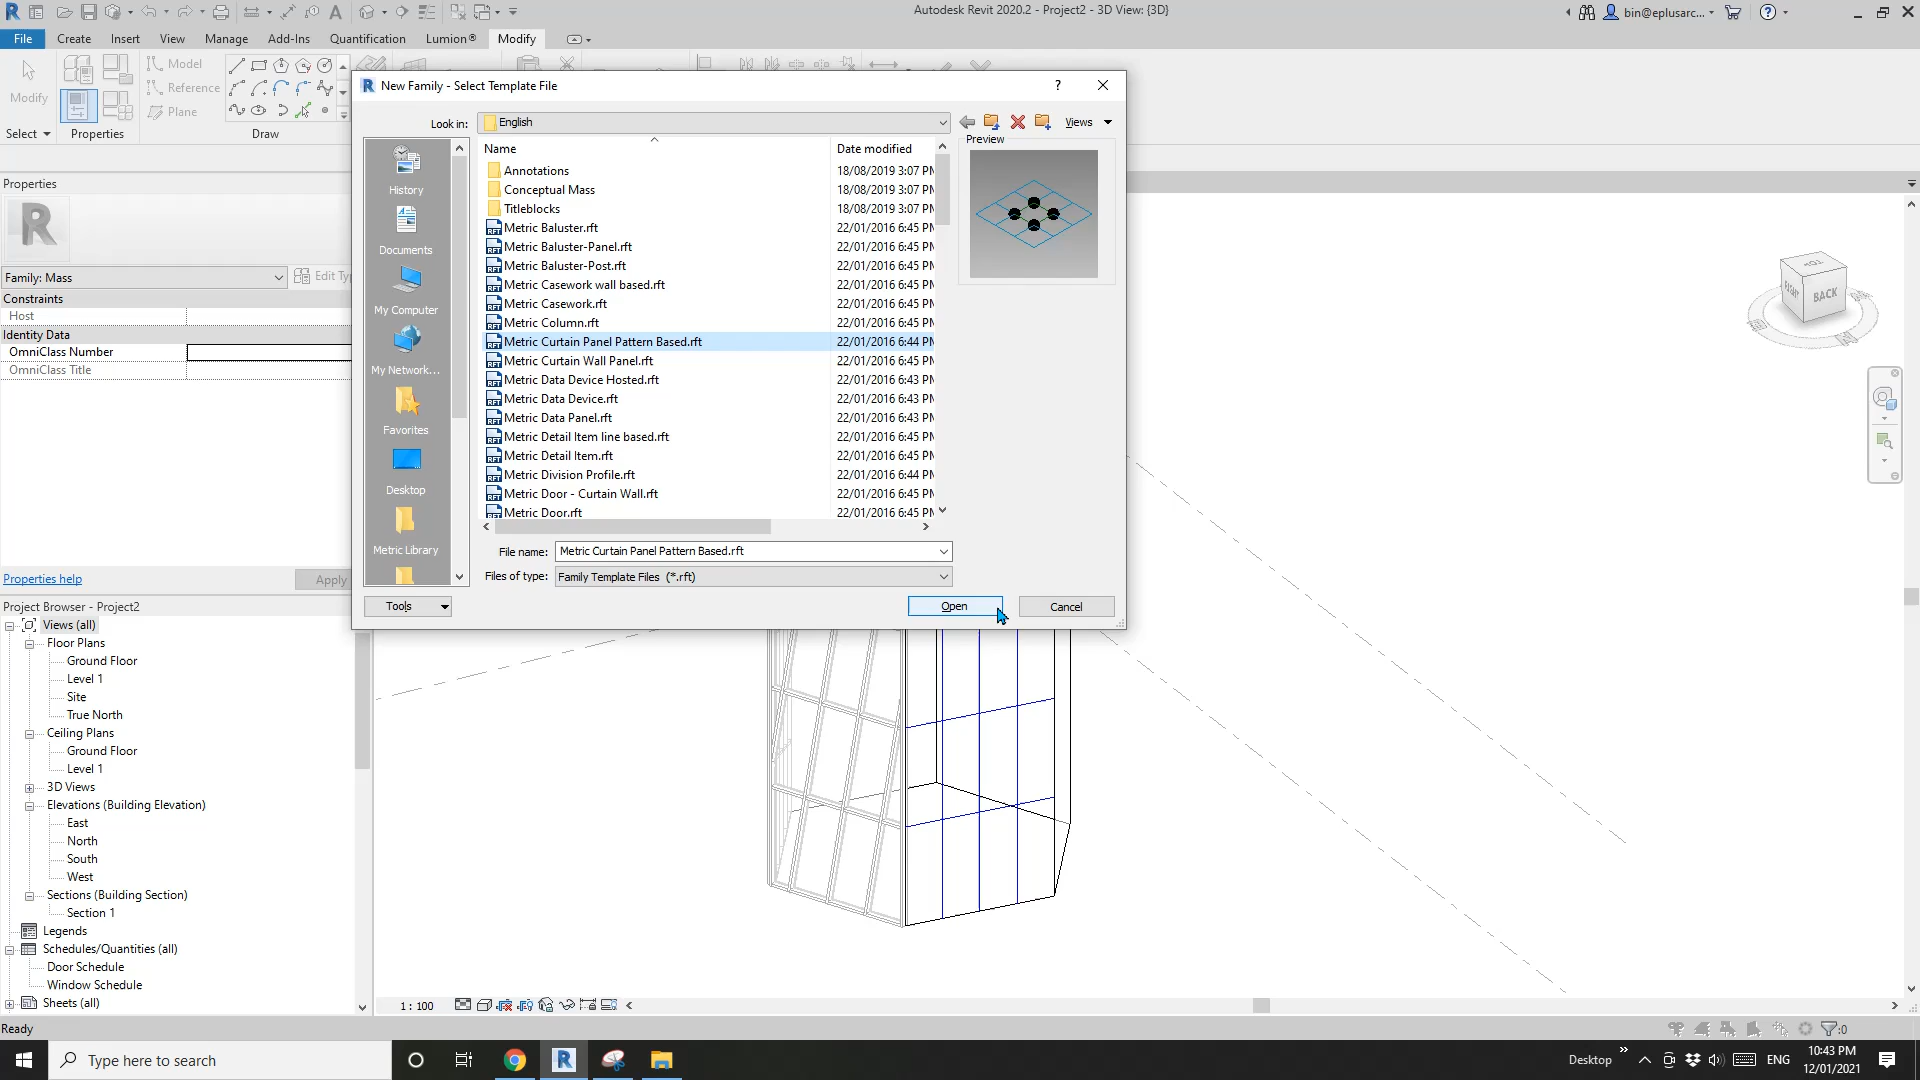 Autodesk Revit 2020.2 - Project2 - 3D View: {3D}
bin@eplusarc...
File
Create
Insert
View
Manage
Add-Ins
Quantification
Lumion®
Modify
Model
Reference
Plane
Modify
Select
Properties
Draw
New Family - Select Template File
Look in:
English
Views
Name
Date modified
Preview
Annotations 18/08/2019 3:07 PM
Conceptual Mass 18/08/2019 3:07 PM
Titleblocks 18/08/2019 3:07 PM
Metric Baluster.rft 22/01/2016 6:45 PM
Metric Baluster-Panel.rft 22/01/2016 6:45 PM
Metric Baluster-Post.rft 22/01/2016 6:45 PM
Metric Casework wall based.rft 22/01/2016 6:45 PM
Metric Casework.rft 22/01/2016 6:45 PM
Metric Column.rft 22/01/2016 6:45 PM
Metric Curtain Panel Pattern Based.rft 22/01/2016 6:44 PM
Metric Curtain Wall Panel.rft 22/01/2016 6:45 PM
Metric Data Device Hosted.rft 22/01/2016 6:43 PM
Metric Data Device.rft 22/01/2016 6:43 PM
Metric Data Panel.rft 22/01/2016 6:43 PM
Metric Detail Item line based.rft 22/01/2016 6:45 PM
Metric Detail Item.rft 22/01/2016 6:45 PM
Metric Division Profile.rft 22/01/2016 6:44 PM
Metric Door - Curtain Wall.rft 22/01/2016 6:45 PM
Metric Door.rft 22/01/2016 6:45 PM
History
Documents
My Computer
My Network...
Favorites
Desktop
Metric Library
File name: Metric Curtain Panel Pattern Based.rft
Files of type: Family Template Files (*.rft)
Tools
Open
Cancel
Properties
Family: Mass
Edit Ty
Constraints
Host
Identity Data
OmniClass Number
OmniClass Title
Properties help
Apply
Project Browser - Project2
Views (all)
Floor Plans
Ground Floor
Level 1
Site
True North
Ceiling Plans
Ground Floor
Level 1
3D Views
Elevations (Building Elevation)
East
North
South
West
Sections (Building Section)
Section 1
Legends
Schedules/Quantities (all)
Door Schedule
Window Schedule
Sheets (all)
RIGHT
BACK
1 : 100
Ready
:0
Type here to search
Desktop
ENG
10:43 PM
12/01/2021